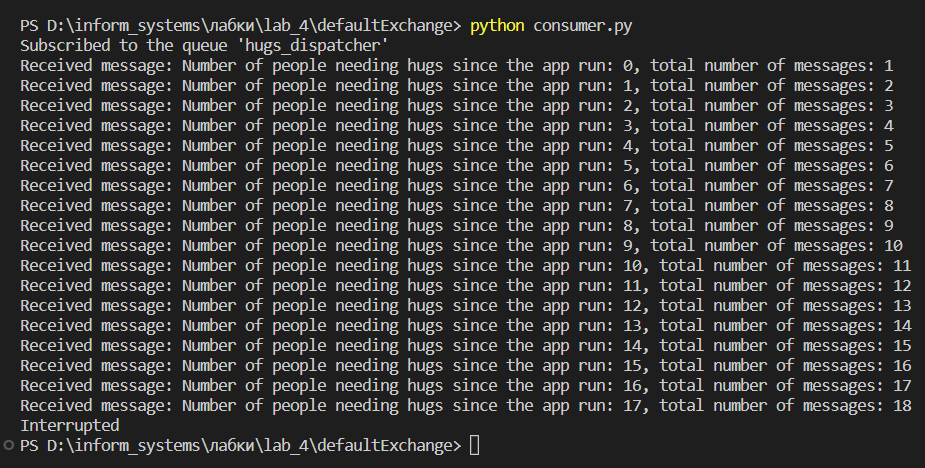 PS D:\inform_systems\лабки\lab_4\defaultExchange> python consumer.py
Subscribed to the queue 'hugs_dispatcher'
Received message: Number of people needing hugs since the app run: 0, total number of messages: 1
Received message: Number of people needing hugs since the app run: 1, total number of messages: 2
Received message: Number of people needing hugs since the app run: 2, total number of messages: 3
Received message: Number of people needing hugs since the app run: 3, total number of messages: 4
Received message: Number of people needing hugs since the app run: 4, total number of messages: 5
Received message: Number of people needing hugs since the app run: 5, total number of messages: 6
Received message: Number of people needing hugs since the app run: 6, total number of messages: 7
Received message: Number of people needing hugs since the app run: 7, total number of messages: 8
Received message: Number of people needing hugs since the app run: 8, total number of messages: 9
Received message: Number of people needing hugs since the app run: 9, total number of messages: 10
Received message: Number of people needing hugs since the app run: 10, total number of messages: 11
Received message: Number of people needing hugs since the app run: 11, total number of messages: 12
Received message: Number of people needing hugs since the app run: 12, total number of messages: 13
Received message: Number of people needing hugs since the app run: 13, total number of messages: 14
Received message: Number of people needing hugs since the app run: 14, total number of messages: 15
Received message: Number of people needing hugs since the app run: 15, total number of messages: 16
Received message: Number of people needing hugs since the app run: 16, total number of messages: 17
Received message: Number of people needing hugs since the app run: 17, total number of messages: 18
Interrupted
PS D:\inform_systems\лабки\lab_4\defaultExchange>